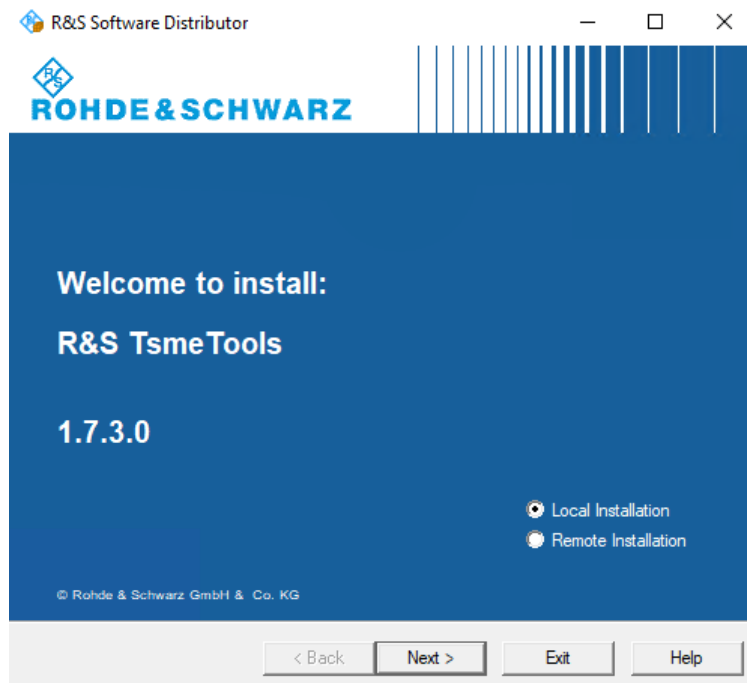 R&S Software Distributor
R&S
ROHDE&SCHWARZ
Welcome to install:
R&S TsmeTools
1.7.3.0
Local Installation
Remote Installation
© Rohde & Schwarz GmbH & Co. KG
< Back Next > Exit Help